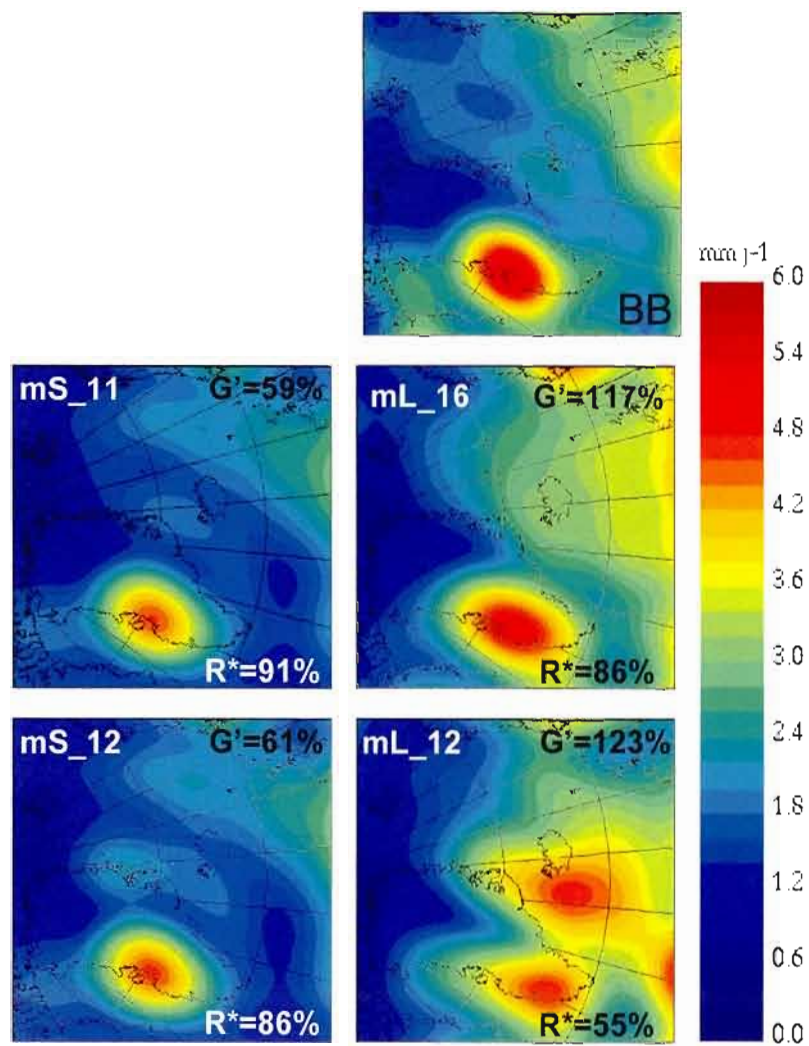 BB
mm j-1
6.0
5.4
4.8
4.2
3.6
3.0
2.4
1.8
1.2
0.6
0.0
mS_11 G'=59%
R*=91%
mL_16 G'=117%
R*=86%
mS_12 G'=61%
R*=86%
mL_12 G'=123%
R*=55%